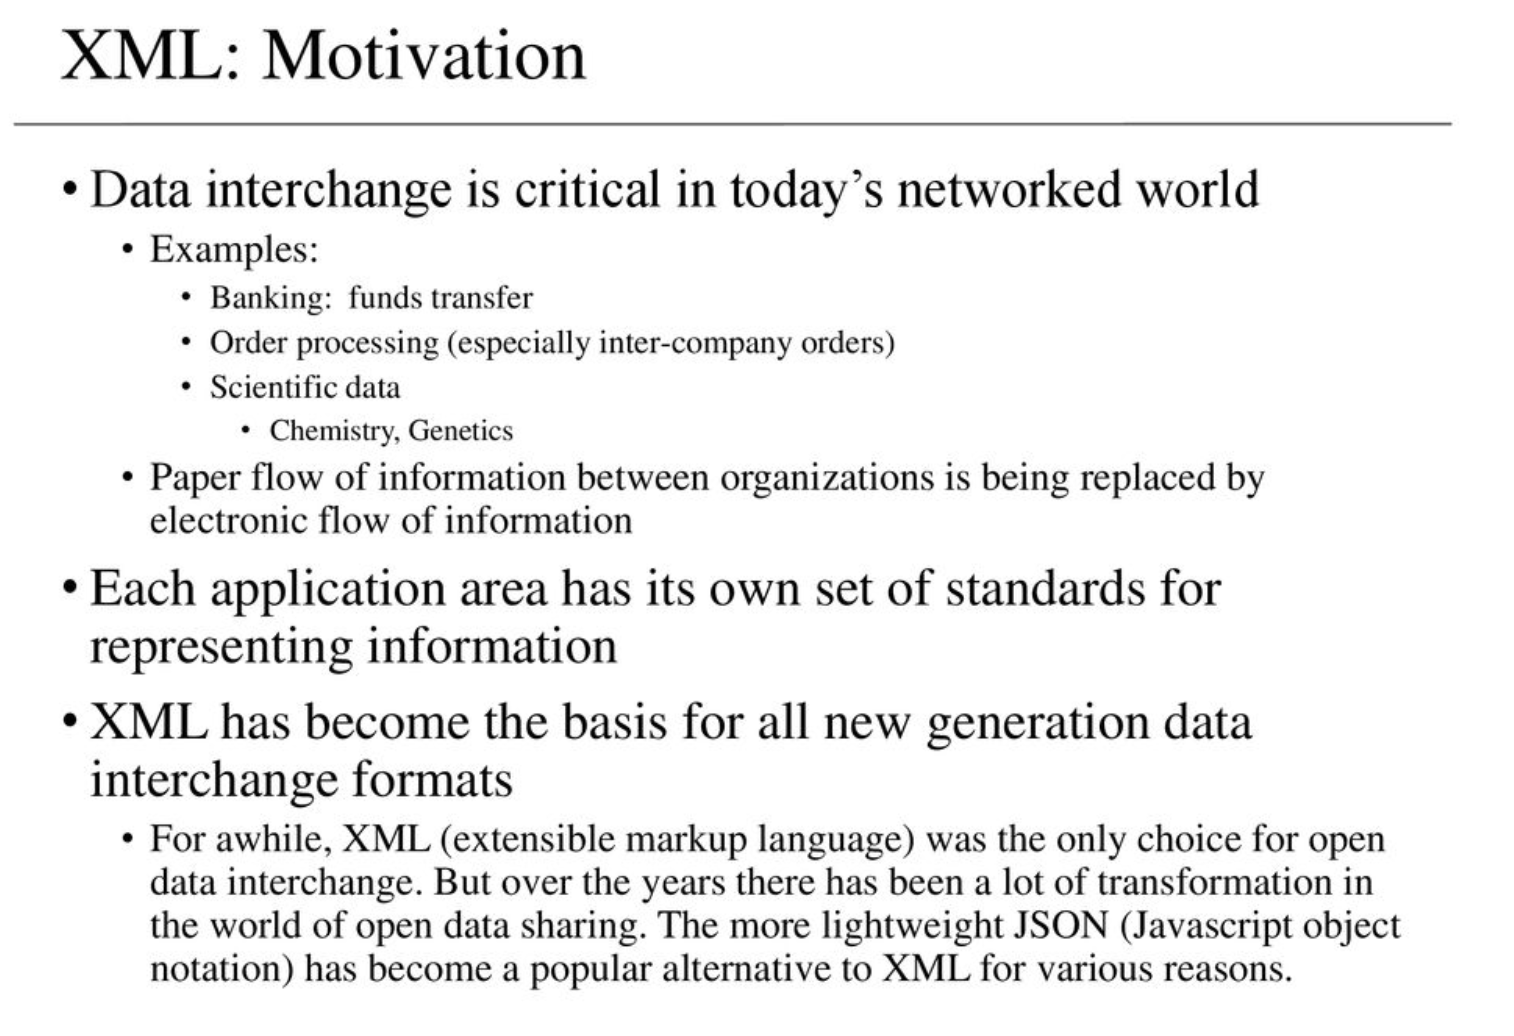 XML: Motivation
• Data interchange is critical in today’s networked world
• Examples:
• Banking:  funds transfer
• Order processing (especially inter-company orders)
• Scientific data
• Chemistry, Genetics
• Paper flow of information between organizations is being replaced by
electronic flow of information
• Each application area has its own set of standards for
representing information
• XML has become the basis for all new generation data
interchange formats
• For awhile, XML (extensible markup language) was the only choice for open
data interchange. But over the years there has been a lot of transformation in
the world of open data sharing. The more lightweight JSON (Javascript object
notation) has become a popular alternative to XML for various reasons.